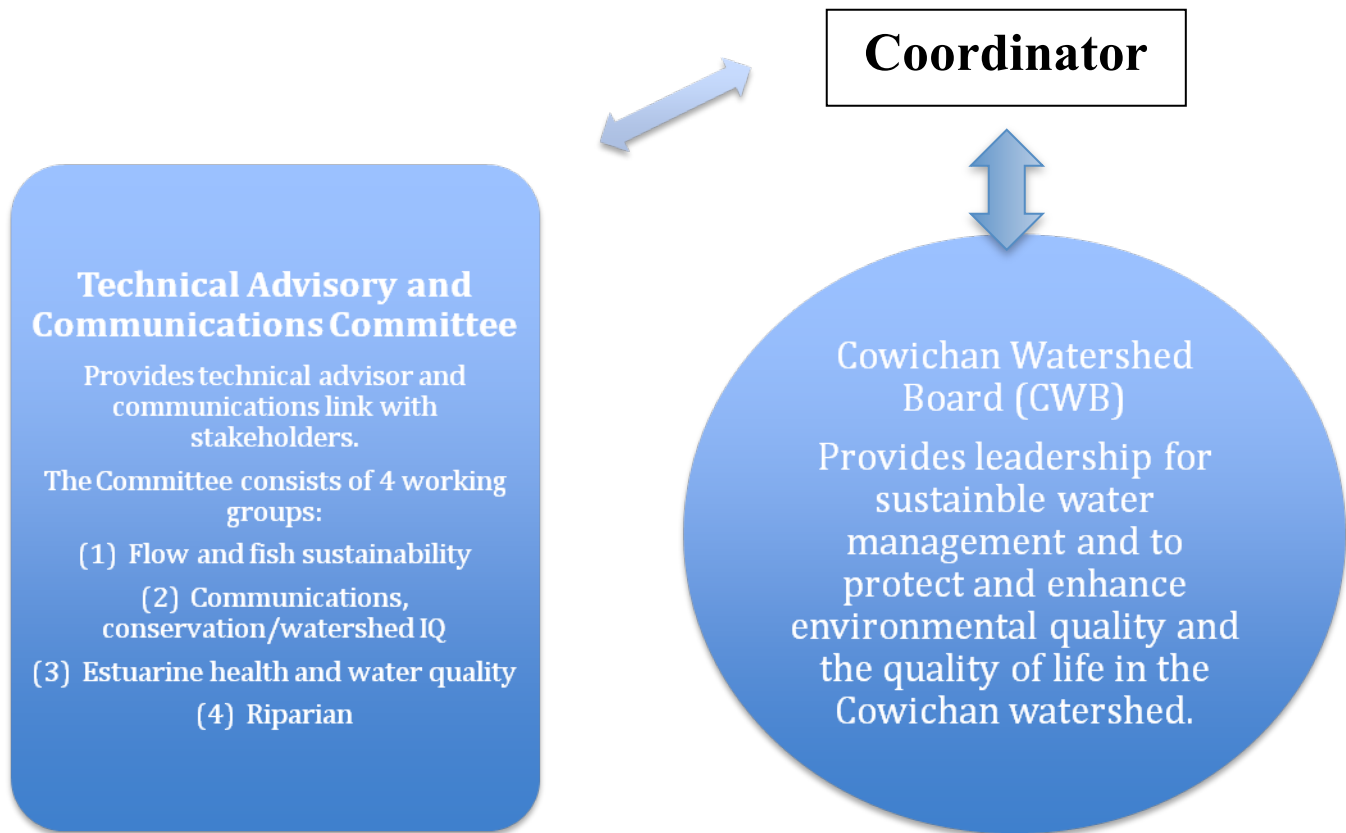 Coordinator
Technical Advisory and
Communications Committee
Provides technical advisor and
communications link with
stakeholders.
The Committee consists of 4 working
groups:
(1) Flow and fish sustainability
(2) Communications,
conservation/watershed IQ
(3) Estuarine health and water quality
(4) Riparian
Cowichan Watershed
Board (CWB)
Provides leadership for
sustainble water
management and to
protect and enhance
environmental quality and
the quality of life in the
Cowichan watershed.